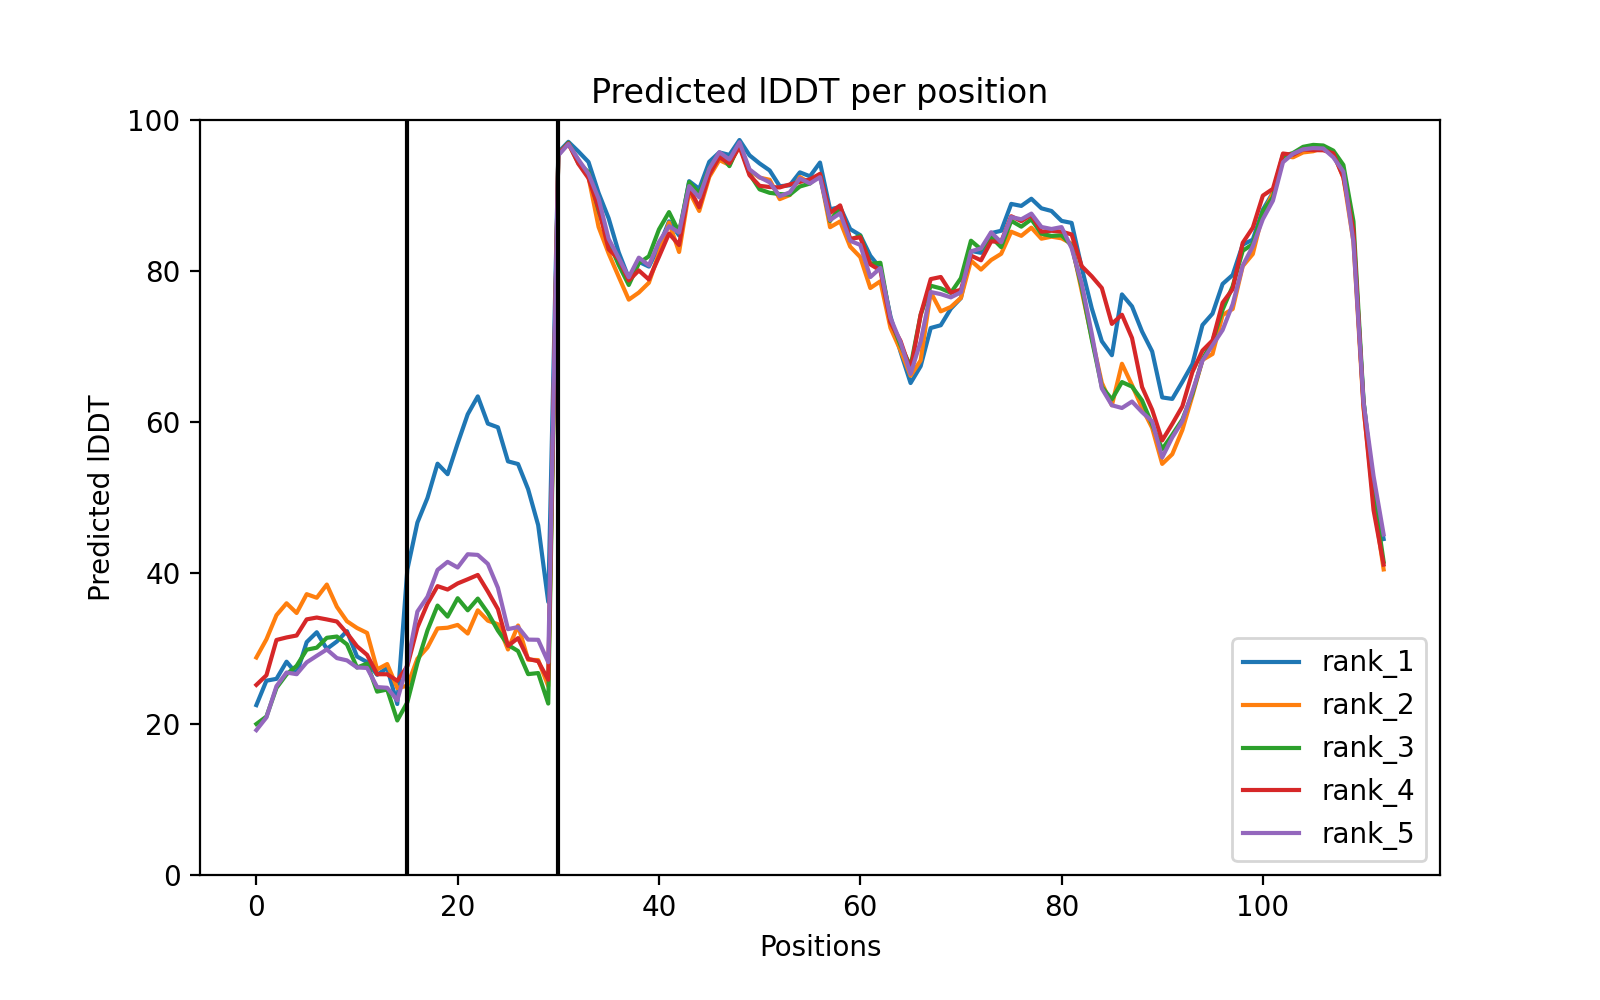 Predicted lDDT per position
Predicted lDDT
100
80
60
40
20
0
0 20 40 60 80 100
Positions
rank_1
rank_2
rank_3
rank_4
rank_5